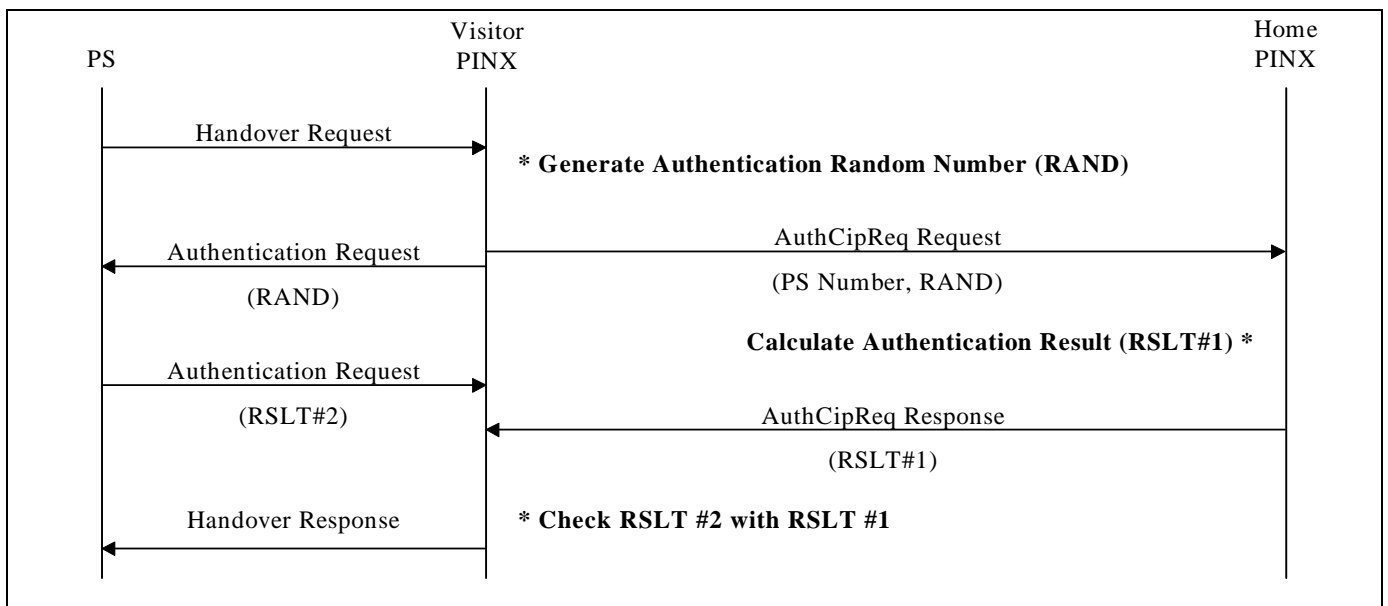 PS
Visitor
PINX
Home
PINX
Handover Request
* Generate Authentication Random Number (RAND)
Authentication Request
(RAND)
AuthCipReq Request
(PS Number, RAND)
Calculate Authentication Result (RSLT#1) *
Authentication Request
(RSLT#2)
AuthCipReq Response
(RSLT#1)
Handover Response
* Check RSLT #2 with RSLT #1